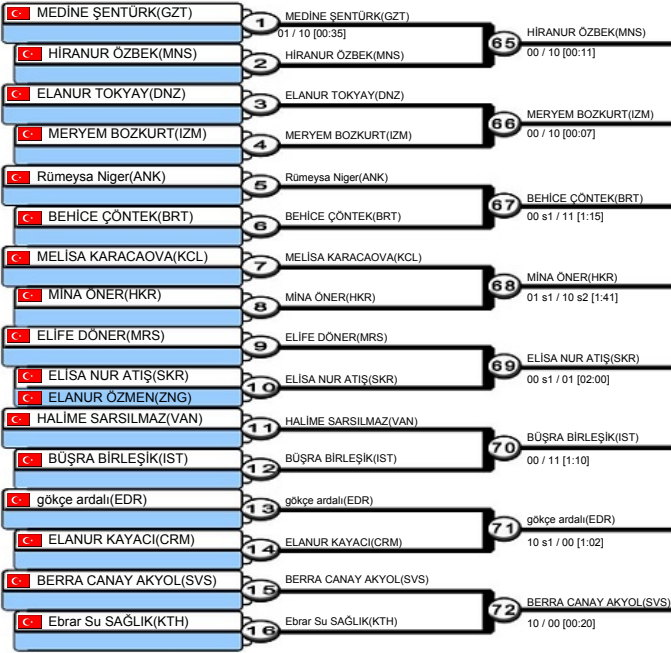 MEDİNE ŞENTÜRK(GZT)
1
MEDİNE ŞENTÜRK(GZT)
01 / 10 [00:35]
HİRANUR ÖZBEK(MNS)
2
HİRANUR ÖZBEK(MNS)
65
HİRANUR ÖZBEK(MNS)
00 / 10 [00:11]
ELANUR TOKYAY(DNZ)
3
ELANUR TOKYAY(DNZ)
MERYEM BOZKURT(IZM)
4
MERYEM BOZKURT(IZM)
66
MERYEM BOZKURT(IZM)
00 / 10 [00:07]
Rümeysa Niger(ANK)
5
Rümeysa Niger(ANK)
BEHİCE ÇÖNTEK(BRT)
6
BEHİCE ÇÖNTEK(BRT)
67
BEHİCE ÇÖNTEK(BRT)
00 s1 / 11 [1:15]
MELİSA KARACAOVA(KCL)
7
MELİSA KARACAOVA(KCL)
MİNA ÖNER(HKR)
8
MİNA ÖNER(HKR)
68
MİNA ÖNER(HKR)
01 s1 / 10 s2 [1:41]
ELİFE DÖNER(MRS)
9
ELİFE DÖNER(MRS)
ELİSA NUR ATIŞ(SKR)
ELANUR ÖZMEN(ZNG)
10
ELİSA NUR ATIŞ(SKR)
69
ELİSA NUR ATIŞ(SKR)
00 s1 / 01 [02:00]
HALİME SARSILMAZ(VAN)
11
HALİME SARSILMAZ(VAN)
BÜŞRA BİRLEŞİK(IST)
12
BÜŞRA BİRLEŞİK(IST)
70
BÜŞRA BİRLEŞİK(IST)
00 / 11 [1:10]
gökçe ardalı(EDR)
13
gökçe ardalı(EDR)
ELANUR KAYACI(CRM)
14
ELANUR KAYACI(CRM)
71
gökçe ardalı(EDR)
10 s1 / 00 [1:02]
BERRA CANAY AKYOL(SVS)
15
BERRA CANAY AKYOL(SVS)
Ebrar Su SAĞLIK(KTH)
16
Ebrar Su SAĞLIK(KTH)
72
BERRA CANAY AKYOL(SVS)
10 / 00 [00:20]